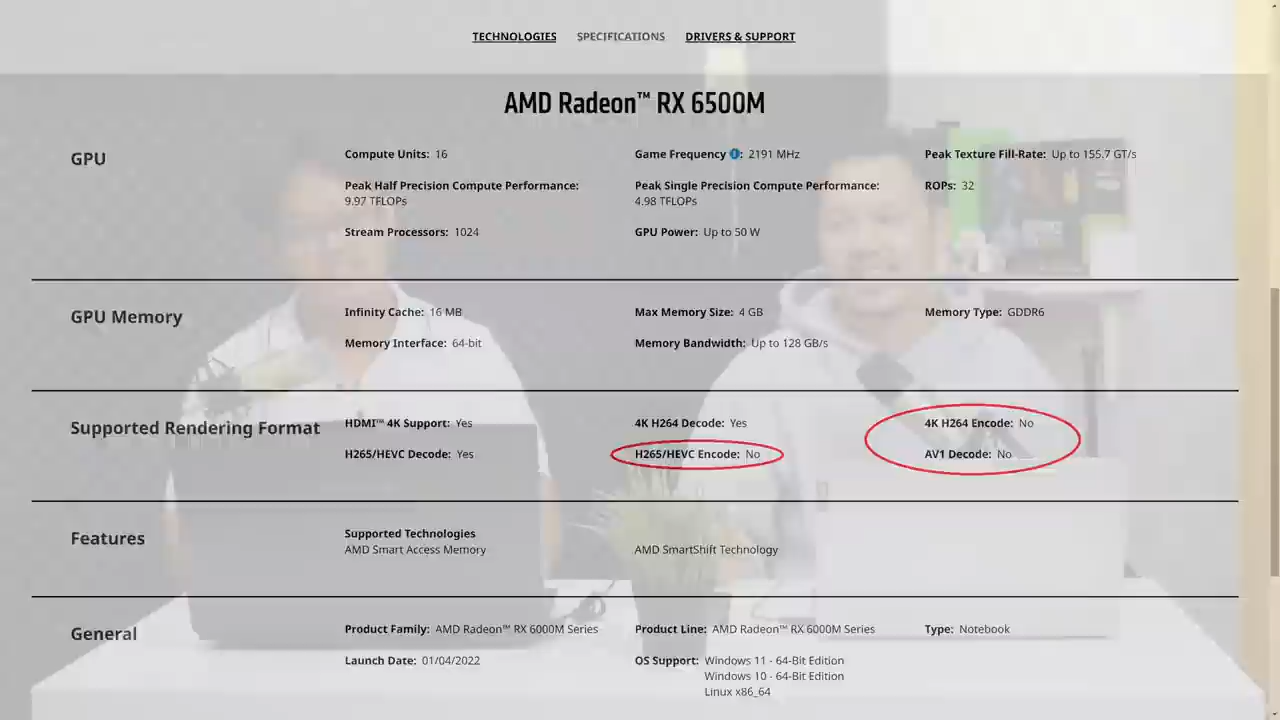 TECHNOLOGIES SPECIFICATIONS DRIVERS & SUPPORT
AMD Radeon™ RX 6500M
GPU
Compute Units: 16
Game Frequency : 2191 MHz
Peak Texture Fill-Rate: Up to 155.7 GT/s
Peak Half Precision Compute Performance:
9.97 TFLOPs
Peak Single Precision Compute Performance:
4.98 TFLOPs
ROPs: 32
Stream Processors: 1024
GPU Power: Up to 50 W
GPU Memory
Infinity Cache: 16 MB
Max Memory Size: 4 GB
Memory Type: GDDR6
Memory Interface: 64-bit
Memory Bandwidth: Up to 128 GB/s
Supported Rendering Format
HDMI™ 4K Support: Yes
4K H264 Decode: Yes
4K H264 Encode: No
H265/HEVC Decode: Yes
H265/HEVC Encode: No
AV1 Decode: No
Features
Supported Technologies
AMD Smart Access Memory
AMD SmartShift Technology
General
Product Family: AMD Radeon™ RX 6000M Series
Product Line: AMD Radeon™ RX 6000M Series
Type: Notebook
Launch Date: 01/04/2022
OS Support: Windows 11 - 64-Bit Edition
Windows 10 - 64-Bit Edition
Linux x86_64